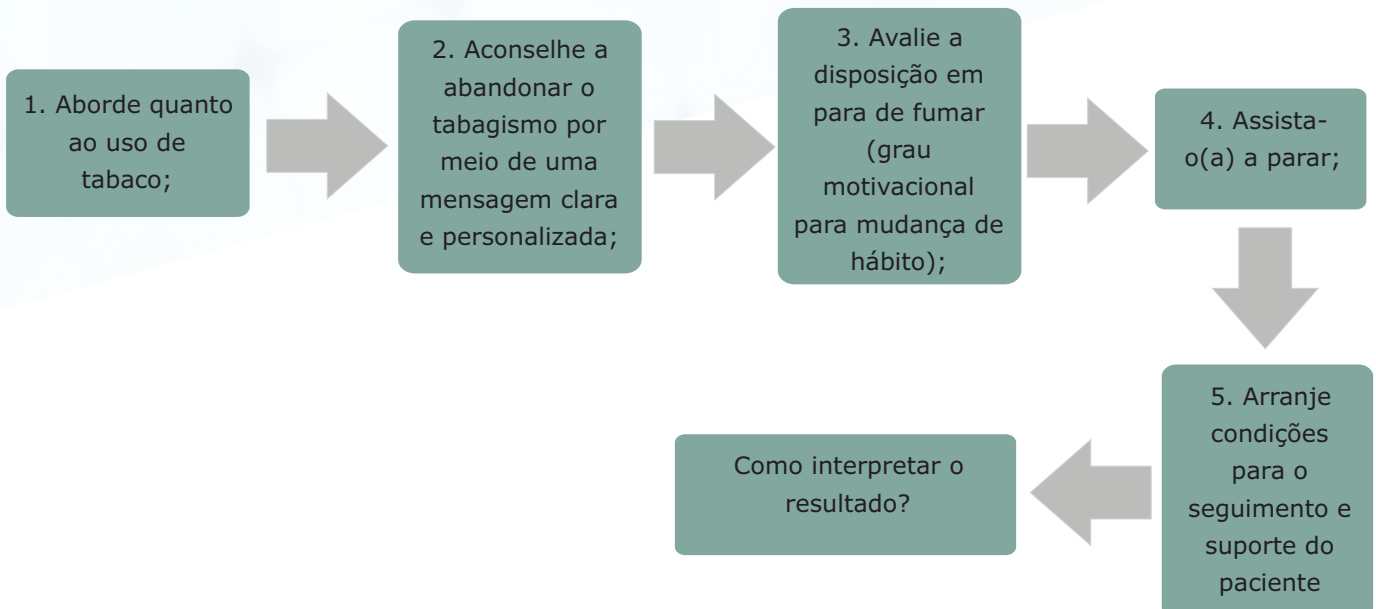 1. Aborde quanto
ao uso de
tabaco;
2. Aconselhe a
abandonar o
tabagismo por
meio de uma
mensagem clara
e personalizada;
3. Avalie a
disposição em
para de fumar
(grau
motivacional
para mudança de
hábito);
4. Assista-
o(a) a parar;
5. Arranje
condições
para o
seguimento e
suporte do
paciente
Como interpretar o
resultado?